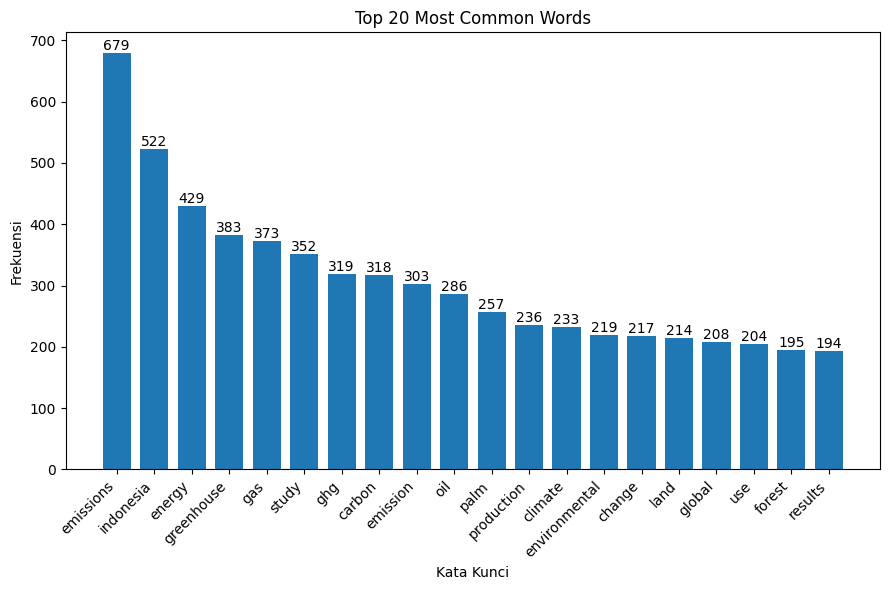 Top 20 Most Common Words
Frekuensi
700
600
500
400
300
200
100
0
679
522
429
383
373
352
319
318
303
286
257
236
233
219
217
214
208
204
195
194
emissions
indonesia
energy
greenhouse
gas
study
ghg
carbon
emission
oil
palm
production
climate
environmental
change
land
global
use
forest
results
Kata Kunci